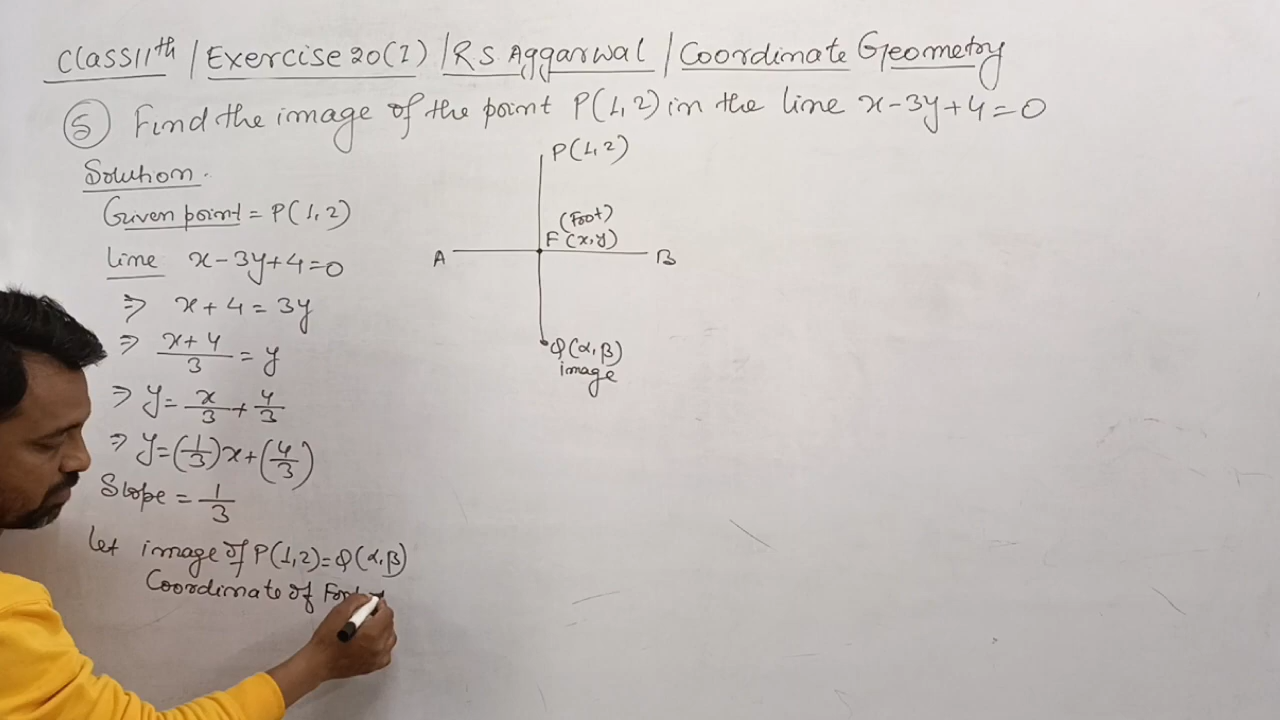 Class 11th / Exercise 20(I) / RS Aggarwal / Coordinate Geometry
(5) Find the image of the point P(1,2) in the line x-3y+4=0
Solution.
Given point = P(1,2)
line x-3y+4=0
⇒ x+4=3y
⇒ x+4/3 = y
⇒ y = x/3 + 4/3
⇒ y=(1/3)x+(4/3)
Slope = 1/3
let image of P(1,2)=Q(α,β)
Coordinate of
P(1,2)
(Foot)
F(x,y)
A
B
Q(α,β)
image